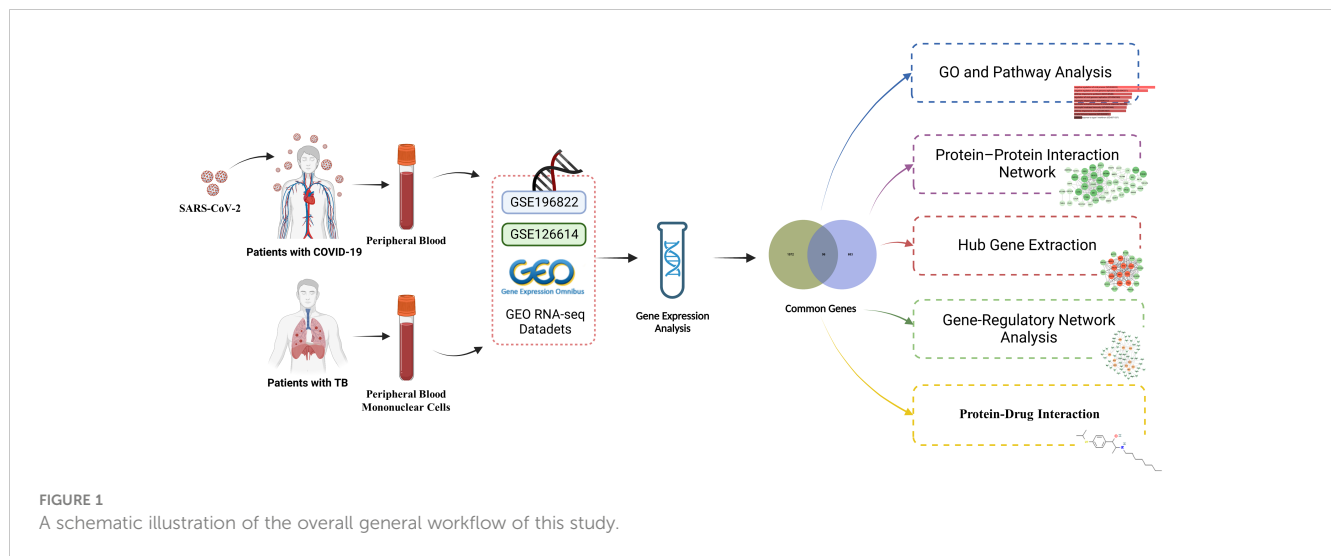 SARS-CoV-2
Patients with COVID-19
Peripheral Blood
Patients with TB
Peripheral Blood
Mononuclear Cells
GSE196822
GSE126614
GEO
Gene Expression Omnibus
GEO RNA-seq
Datadets
Gene Expression
Analysis
Common Genes
GO and Pathway Analysis
Protein–Protein Interaction
Network
Hub Gene Extraction
Gene-Regulatory Network
Analysis
Protein-Drug Interaction
FIGURE 1
A schematic illustration of the overall general workflow of this study.